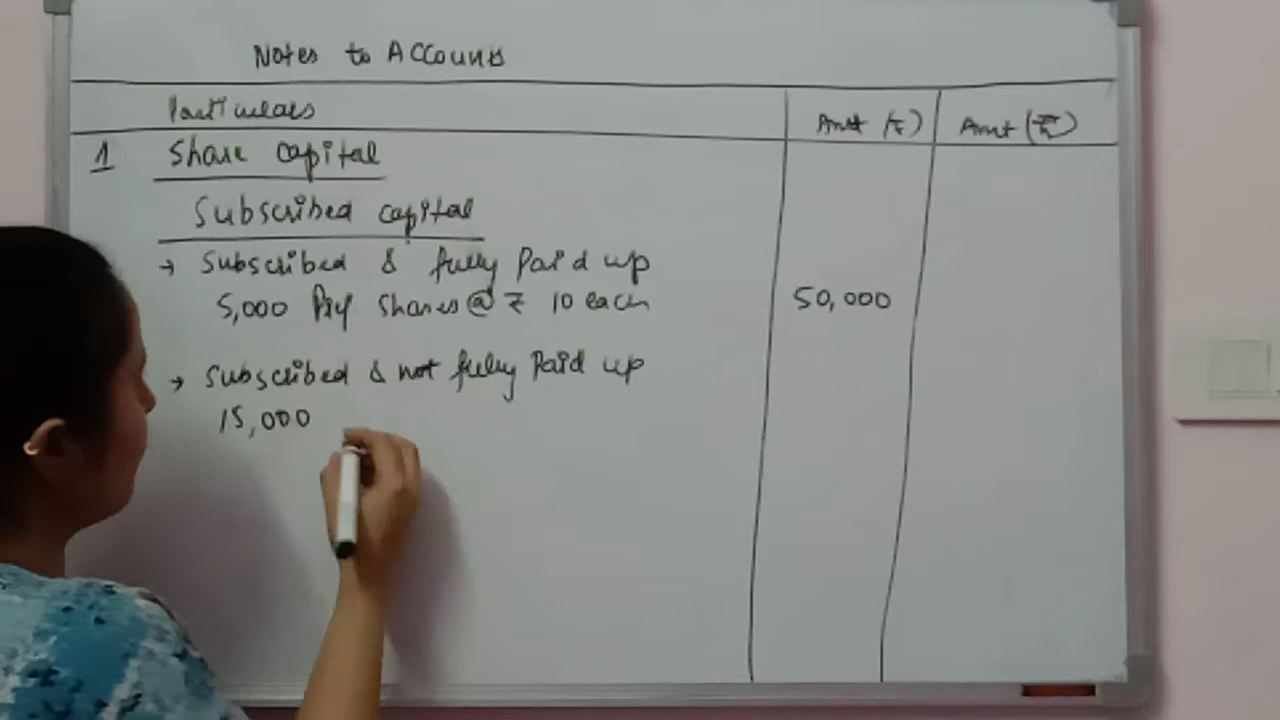 Notes to Accounts
Particulars Amt (₹) Amt (₹)
1 Share capital
Subscribed capital
→ Subscribed & fully Paid up
5,000 Pref Shares @ ₹ 10 each 50,000
→ Subscribed & not fully Paid up
15,000